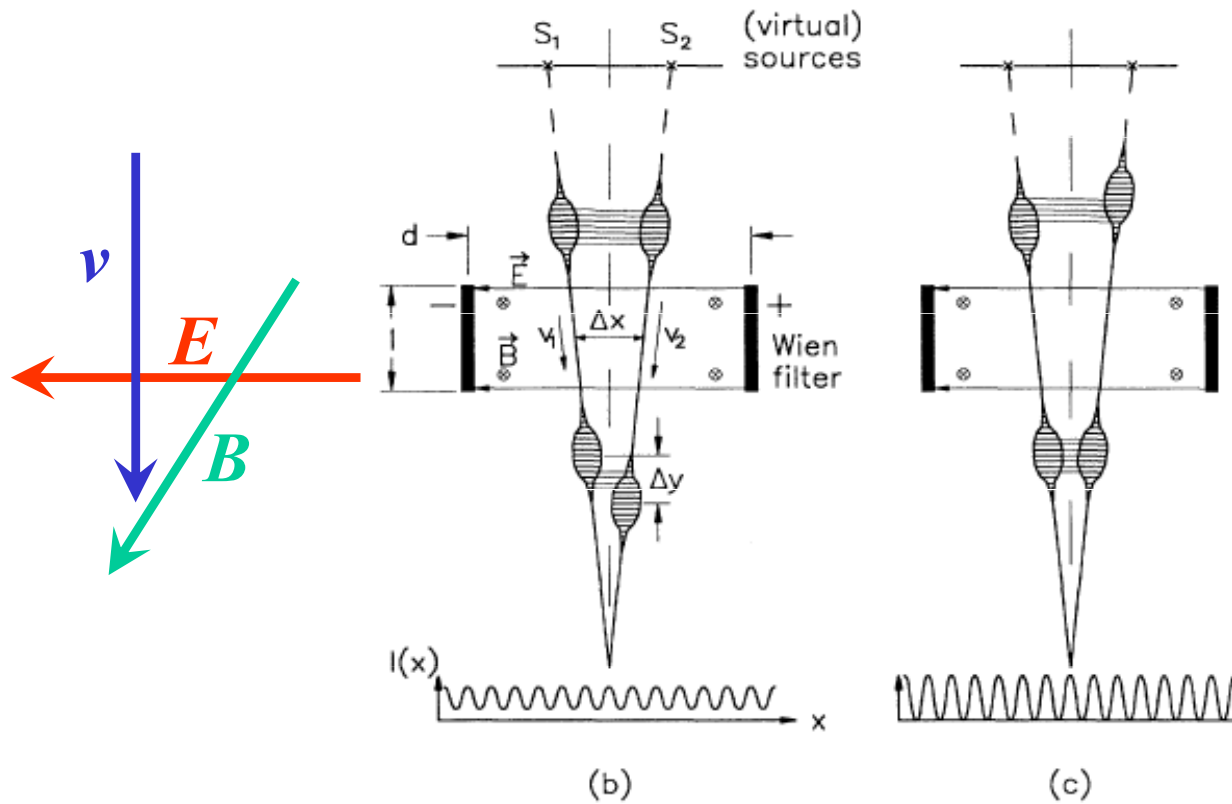 S₁ S₂ (virtual)
sources
d
v
E⃗
− +
Δx
E
v₁ v₂
l
B⃗
Wien
filter
B
Δy
I(x)
x
(b) (c)